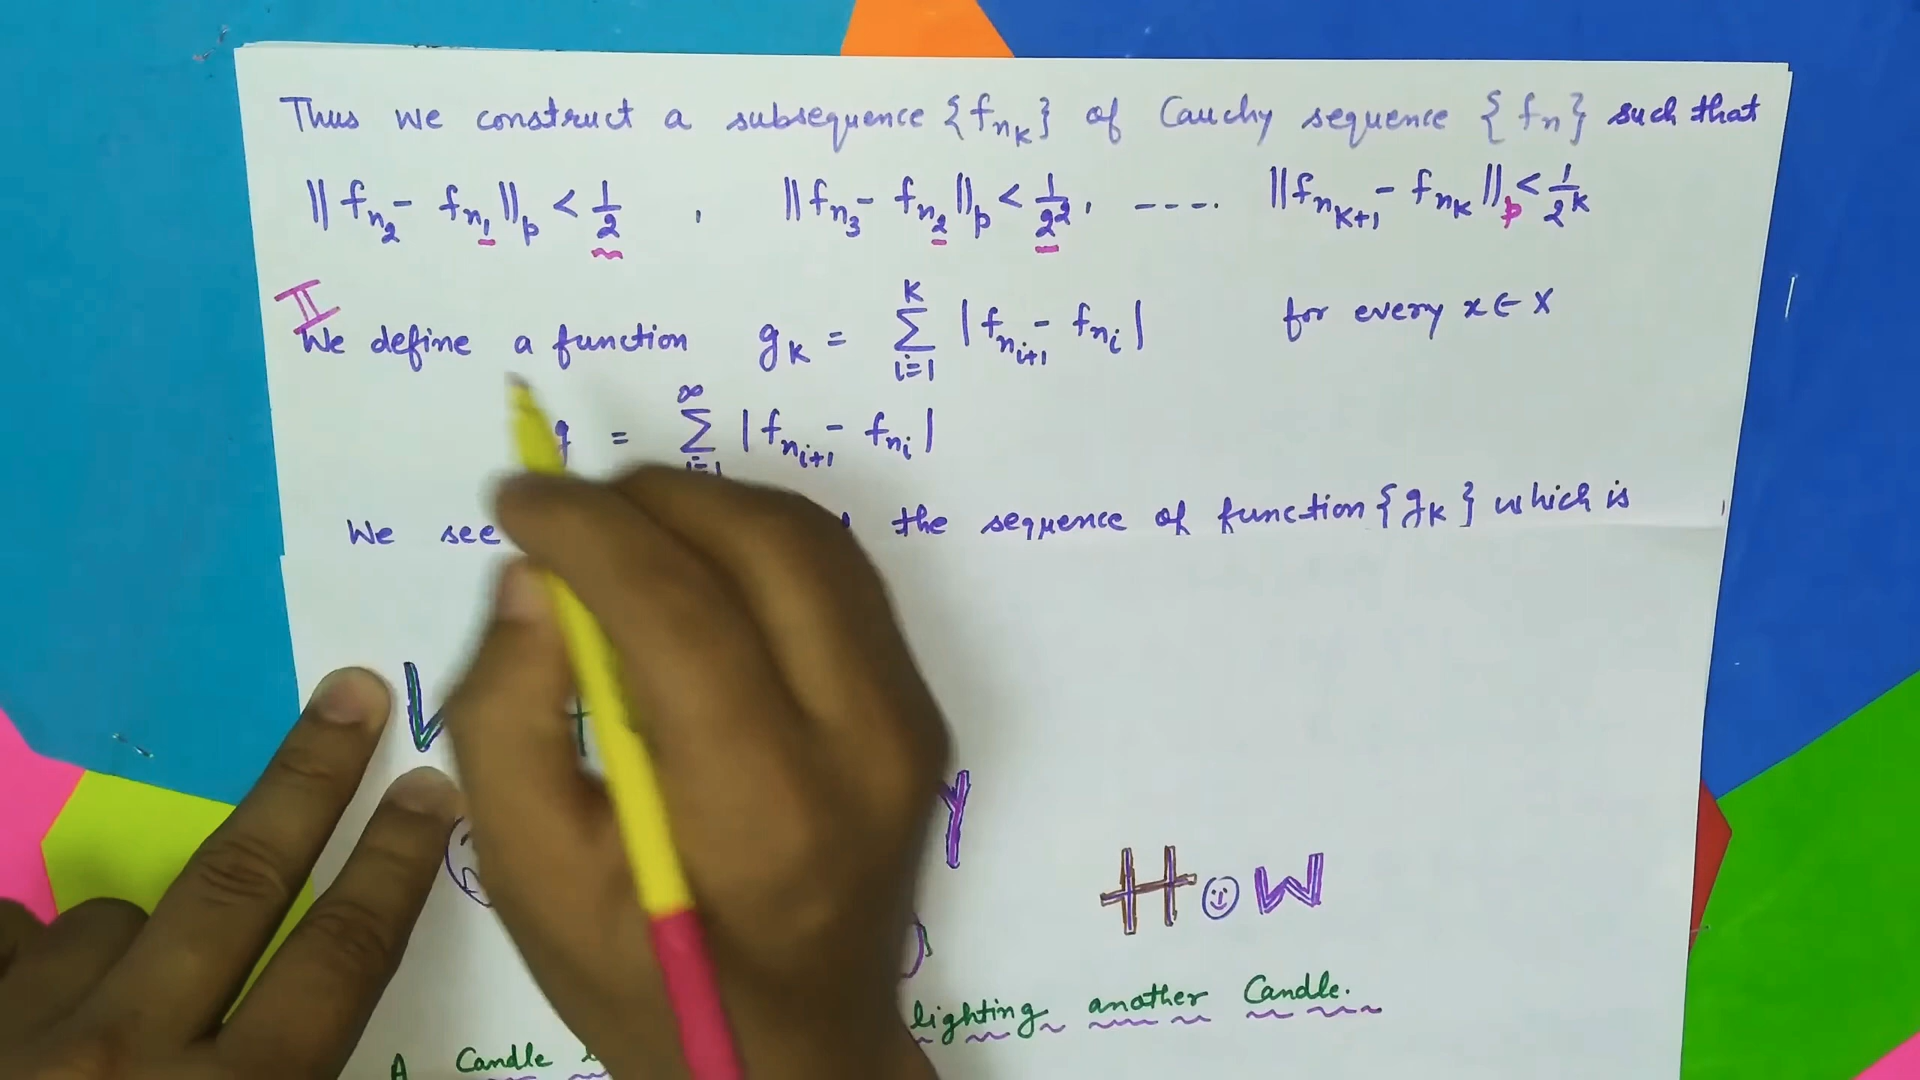 Thus we construct a subsequence {f_{n_k}} of Cauchy sequence {f_n} such that
||f_{n_2} - f_{n_1}||_p < 1/2 , ||f_{n_3} - f_{n_2}||_p < 1/2^2, ----. ||f_{n_{k+1}} - f_{n_k}||_p < 1/2^k
II
We define a function g_k = \sum_{i=1}^{k} |f_{n_{i+1}} - f_{n_i}| for every x ∈ X
g = \sum_{i=1}^{∞} |f_{n_{i+1}} - f_{n_i}|
We see the sequence of function {g_k} which is
HOW
A Candle lighting another Candle.